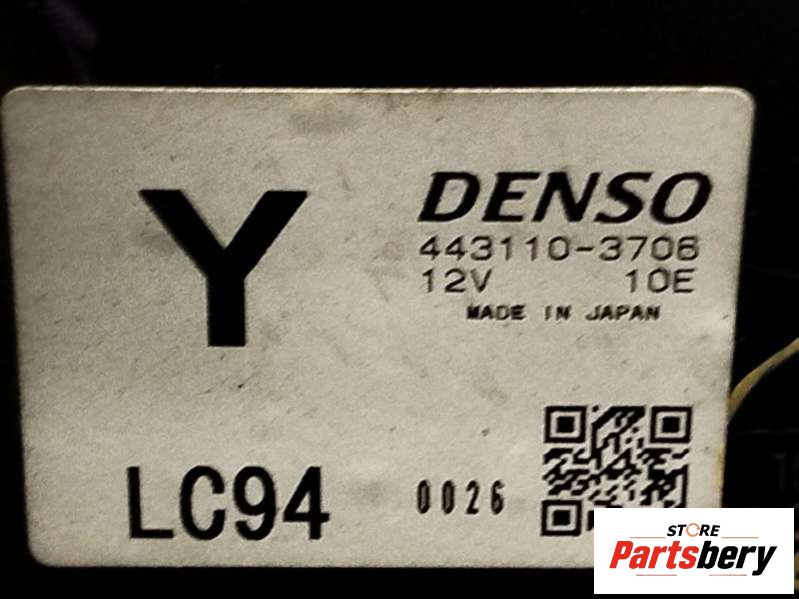 Y
DENSO
443110-3706
12V 10E
MADE IN JAPAN
LC94
0026
STORE
Partsbery